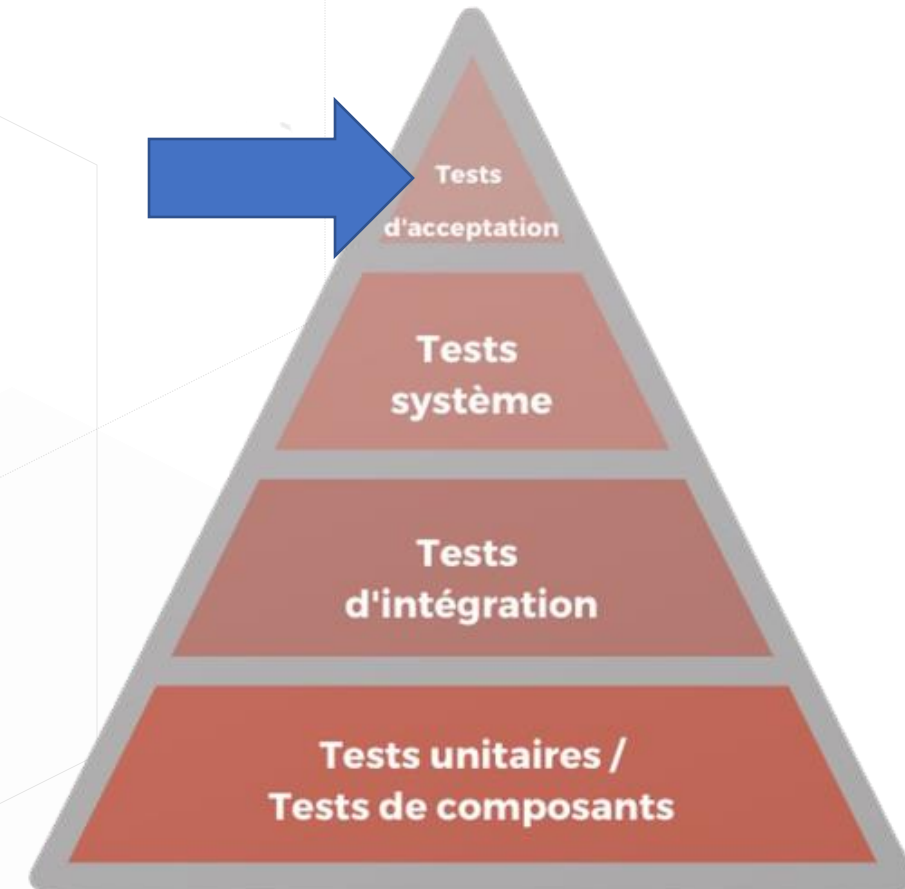 Tests
d'acceptation
Tests
système
Tests
d'intégration
Tests unitaires /
Tests de composants